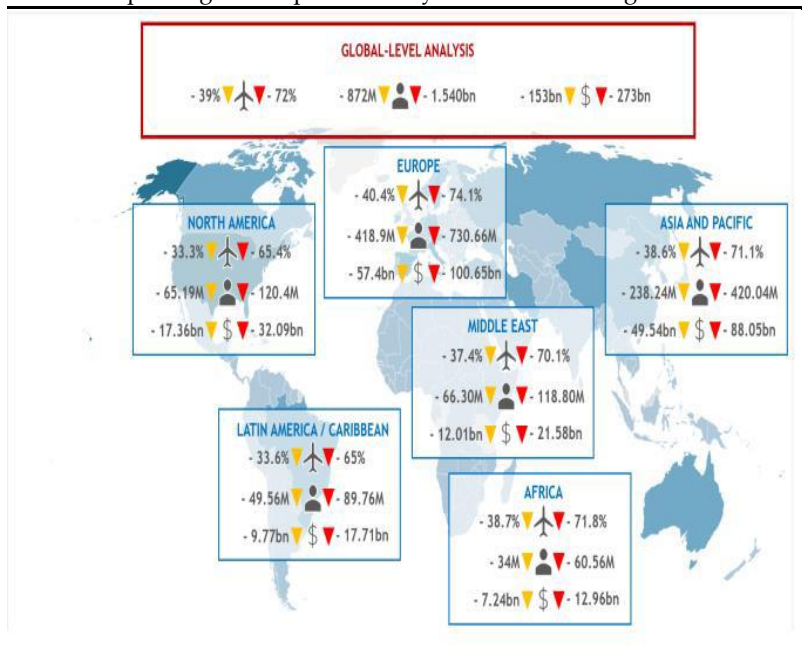 GLOBAL-LEVEL ANALYSIS
- 39% - 72% - 872M - 1.540bn - 153bn $ - 273bn
EUROPE
- 40.4% - 74.1%
- 418.9M - 730.66M
- 57.4bn $ - 100.65bn
NORTH AMERICA
- 33.3% - 65.4%
- 65.19M - 120.4M
- 17.36bn $ - 32.09bn
ASIA AND PACIFIC
- 38.6% - 71.1%
- 238.24M - 420.04M
- 49.54bn $ - 88.05bn
MIDDLE EAST
- 37.4% - 70.1%
- 66.30M - 118.80M
- 12.01bn $ - 21.58bn
LATIN AMERICA / CARIBBEAN
- 33.6% - 65%
- 49.56M - 89.76M
- 9.77bn $ - 17.71bn
AFRICA
- 38.7% - 71.8%
- 34M - 60.56M
- 7.24bn $ - 12.96bn